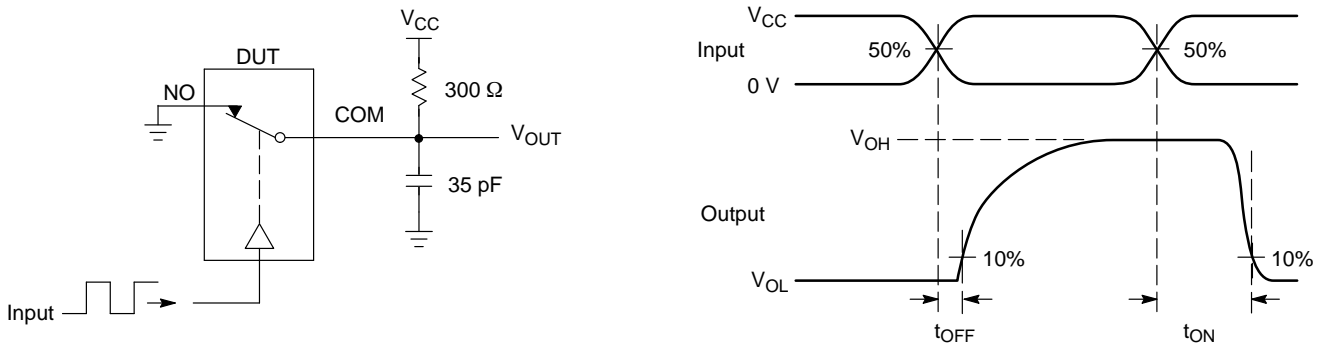 V_CC
DUT
NO
COM
300 Ω
V_OUT
35 pF
Input
V_CC
Input
50%
50%
0 V
V_OH
Output
10%
10%
V_OL
t_OFF
t_ON